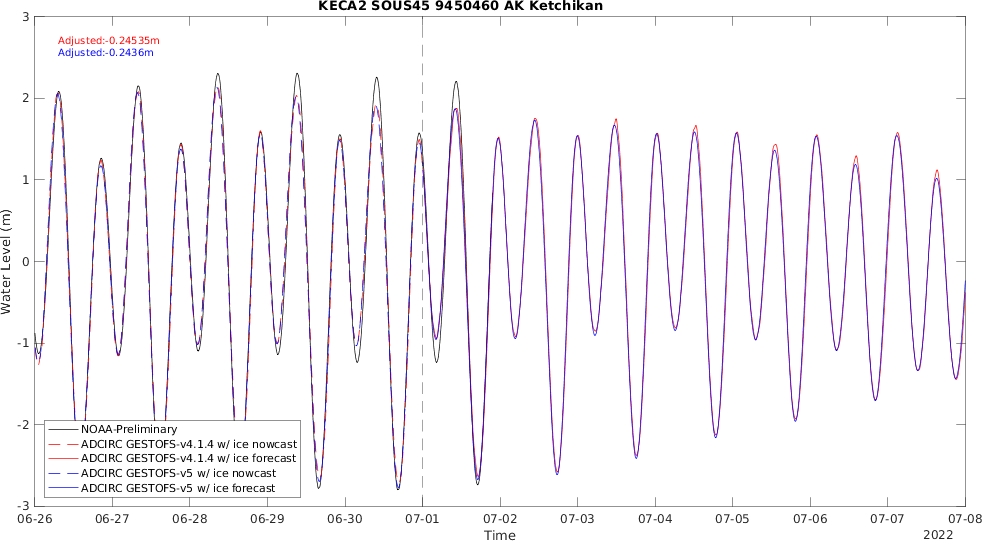 KECA2 SOUS45 9450460 AK Ketchikan
Adjusted:-0.24535m
Adjusted:-0.2436m
3
2
1
0
-1
-2
-3
Water Level (m)
NOAA-Preliminary
ADCIRC GESTOFS-v4.1.4 w/ ice nowcast
ADCIRC GESTOFS-v4.1.4 w/ ice forecast
ADCIRC GESTOFS-v5 w/ ice nowcast
ADCIRC GESTOFS-v5 w/ ice forecast
06-26 06-27 06-28 06-29 06-30 07-01 07-02 07-03 07-04 07-05 07-06 07-07 07-08
Time
2022